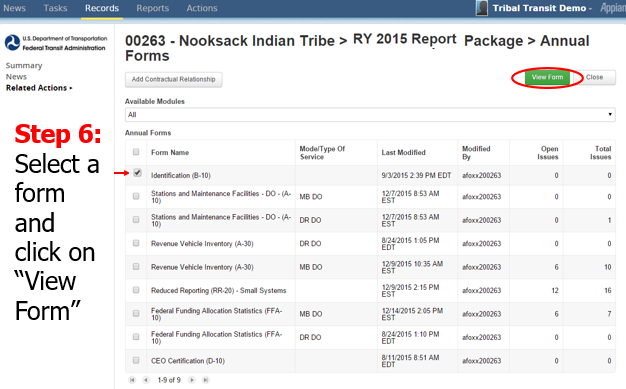 News Tasks Records Reports Actions Tribal Transit Demo Appian
U.S. Department of Transportation
Federal Transit Administration
Summary
News
Related Actions
00263 - Nooksack Indian Tribe > RY 2015 Report Package > Annual
Forms
Add Contractual Relationship View Form Close
Available Modules
All
Annual Forms
Form Name Mode/Type Of Service Last Modified Modified By Open Issues Total Issues
Identification (B-10) 9/3/2015 2:39 PM EDT afoxx200263 0 0
Stations and Maintenance Facilities - DO - (A-10) MB DO 12/7/2015 8:53 AM EST afoxx200263 0 0
Stations and Maintenance Facilities - DO - (A-10) DR DO 12/7/2015 8:53 AM EST afoxx200263 0 1
Revenue Vehicle Inventory (A-30) DR DO 8/24/2015 1:05 PM EDT afoxx200263 0 0
Revenue Vehicle Inventory (A-30) MB DO 12/9/2015 10:35 AM EST afoxx200263 6 10
Reduced Reporting (RR-20) - Small Systems 12/9/2015 2:15 PM EST afoxx200263 12 16
Federal Funding Allocation Statistics (FFA-10) MB DO 12/14/2015 2:05 PM EST afoxx200263 6 7
Federal Funding Allocation Statistics (FFA-10) DR DO 8/24/2015 1:10 PM EDT afoxx200263 0 0
CEO Certification (D-10) 8/11/2015 8:51 AM EDT afoxx200263 0 0
1-9 of 9
Step 6:
Select a
form
and
click on
“View
Form”